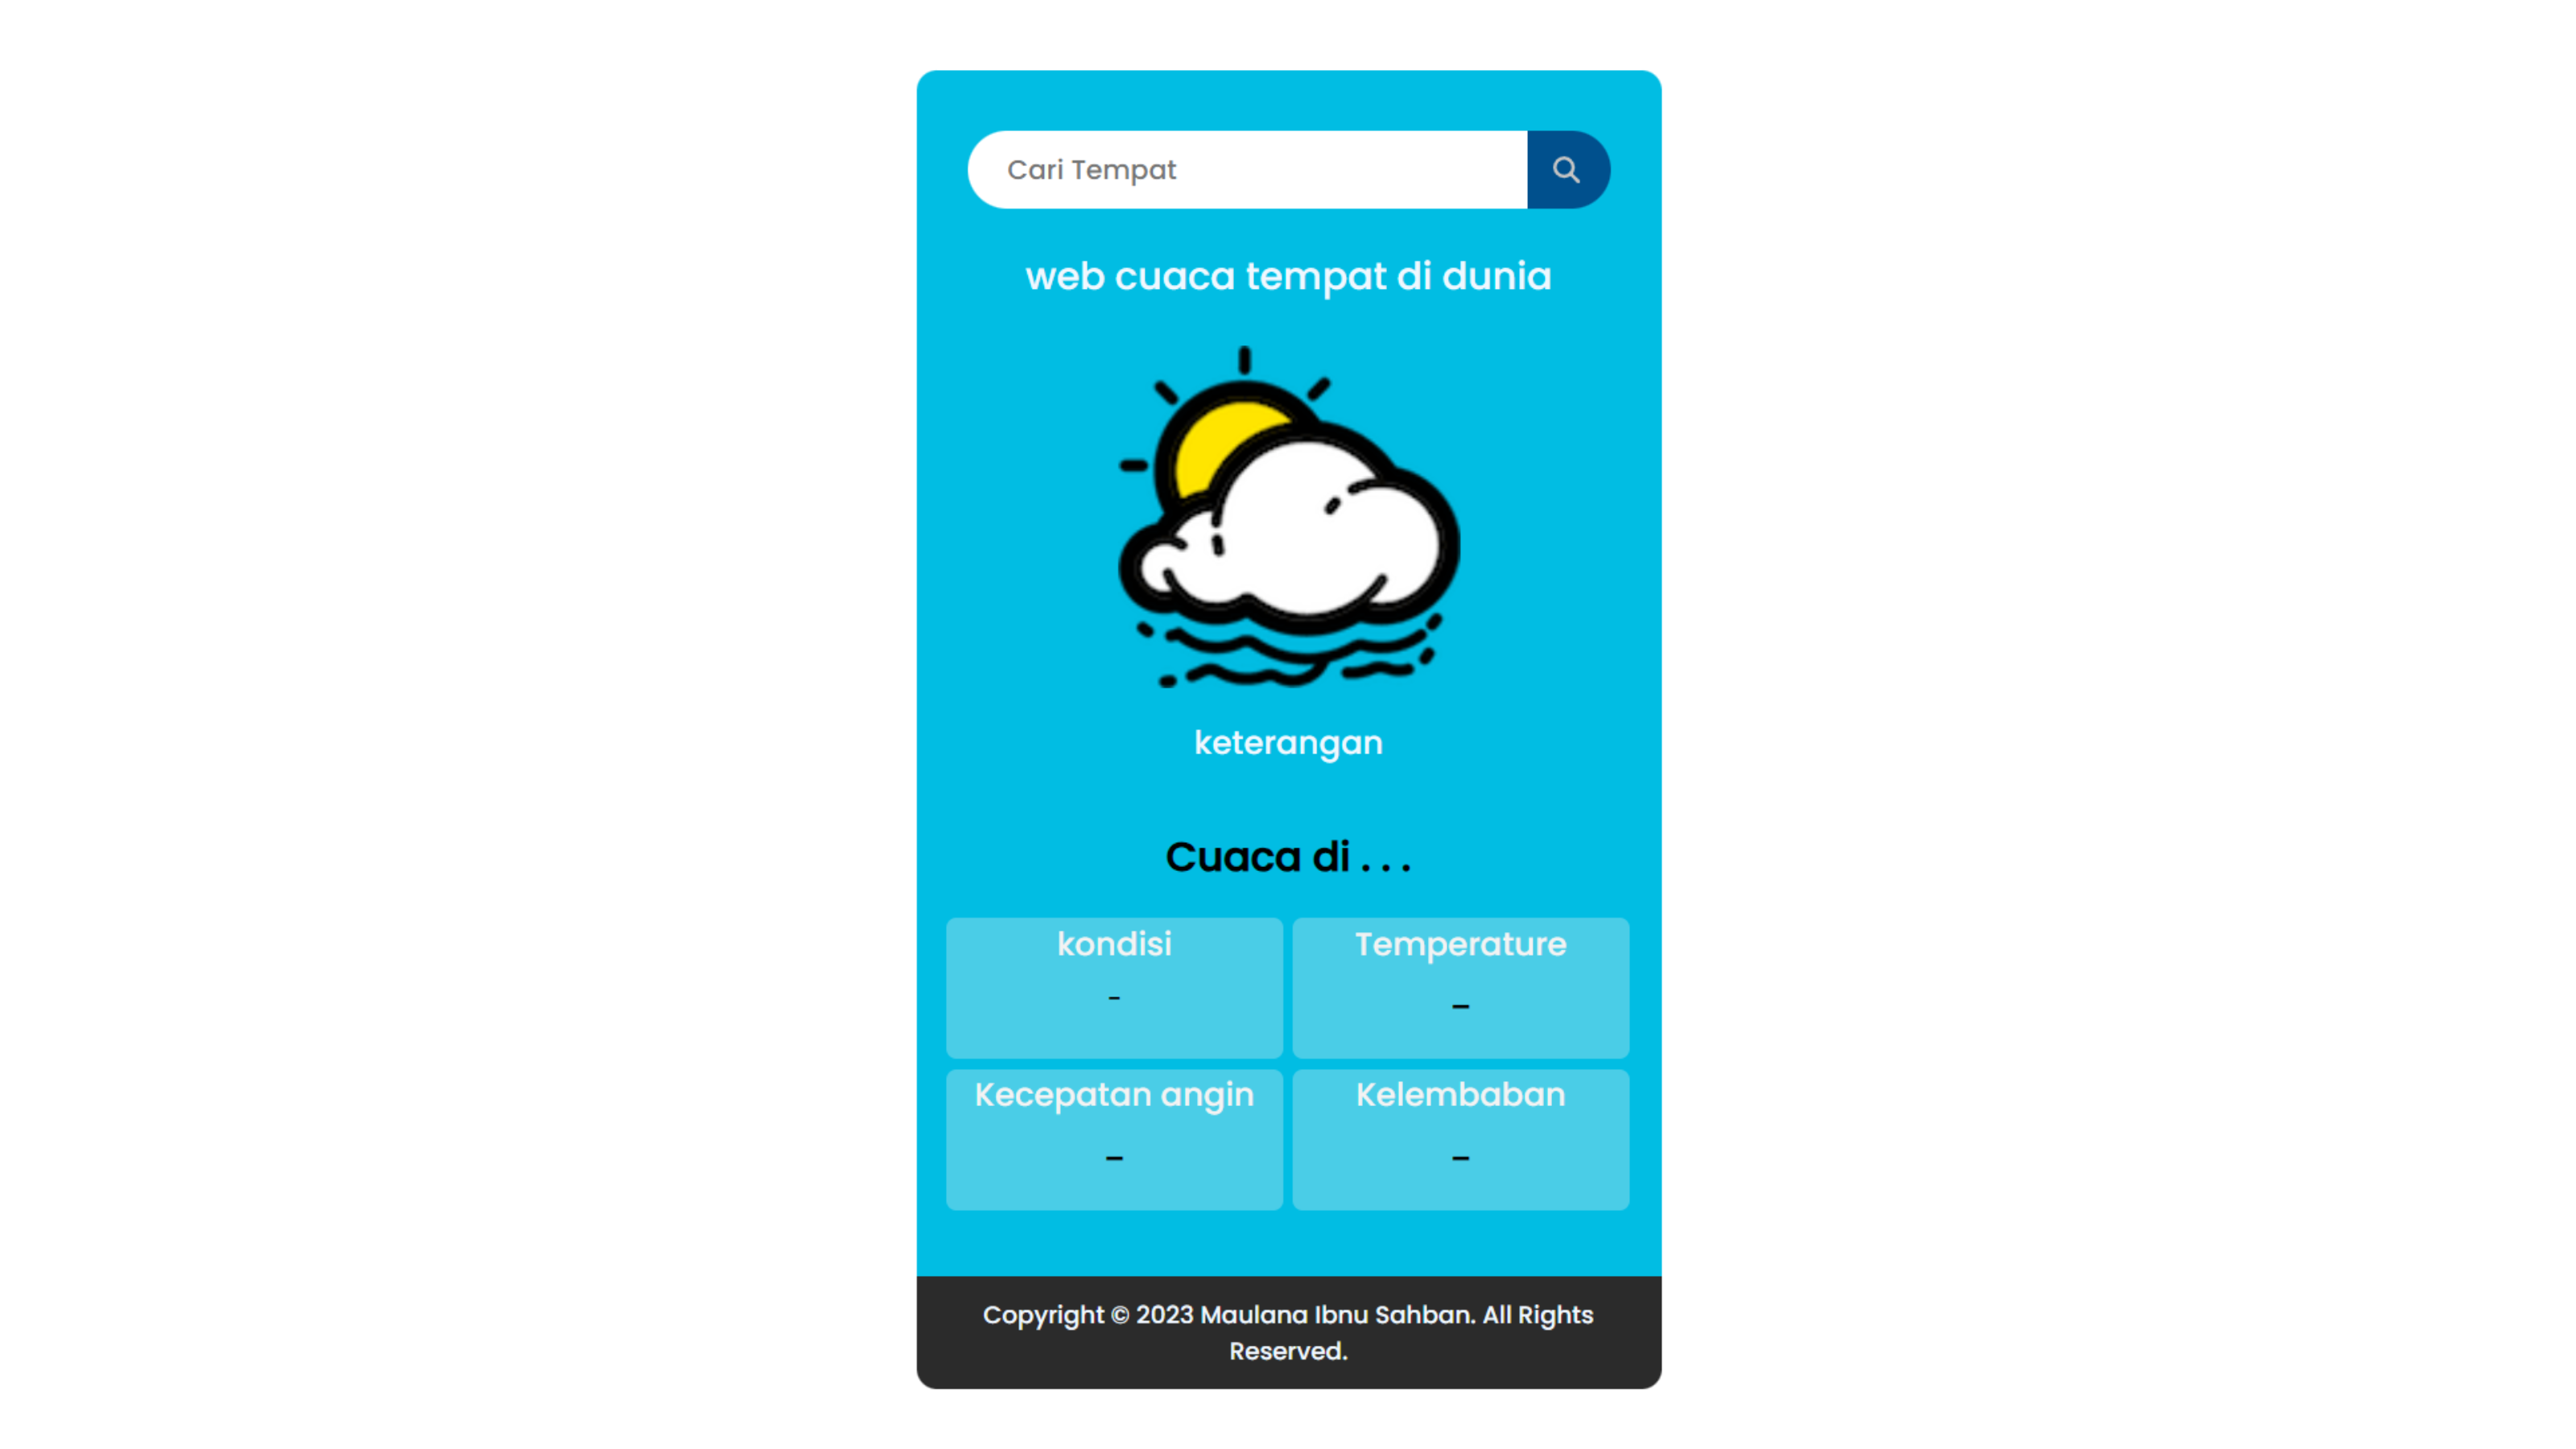 Cari Tempat
web cuaca tempat di dunia
keterangan
Cuaca di . . .
kondisi
-
Temperature
-
Kecepatan angin
-
Kelembaban
-
Copyright © 2023 Maulana Ibnu Sahban. All Rights
Reserved.